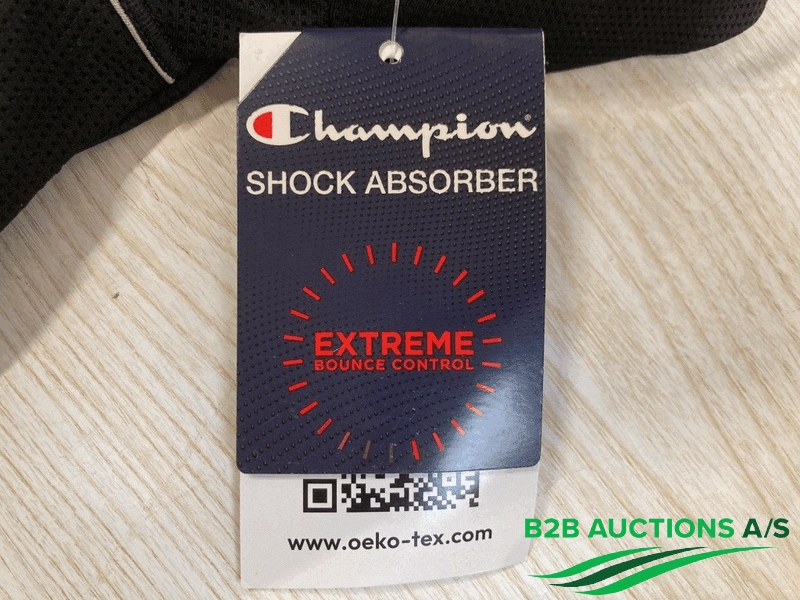 Champion
SHOCK ABSORBER
EXTREME
BOUNCE CONTROL
www.oeko-tex.com
B2B AUCTIONS A/S